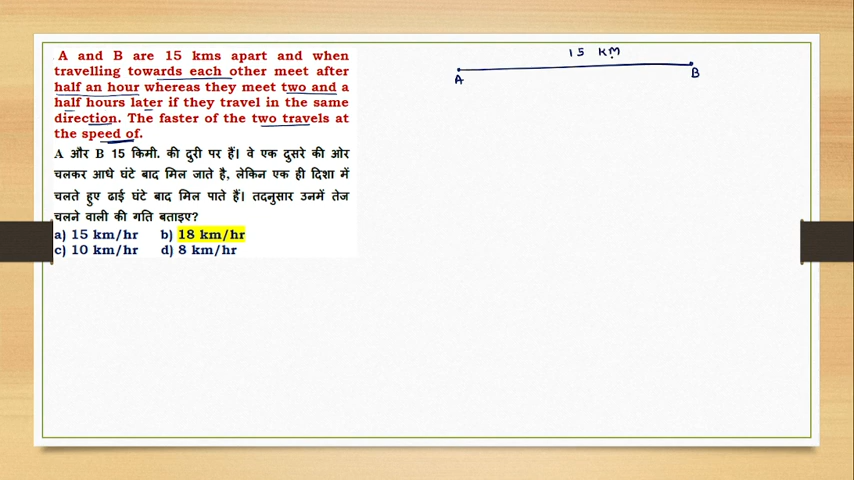 A and B are 15 kms apart and when
travelling towards each other meet after
half an hour whereas they meet two and a
half hours later if they travel in the same
direction. The faster of the two travels at
the speed of.
A और B 15 किमी. की दुरी पर हैं। वे एक दुसरे की ओर
चलकर आधे घंटे बाद मिल जाते है, लेकिन एक ही दिशा में
चलते हुए ढाई घंटे बाद मिल पाते हैं। तदनुसार उनमें तेज
चलने वाली की गति बताइए?
a) 15 km/hr b) 18 km/hr
c) 10 km/hr d) 8 km/hr
15 KM
A B